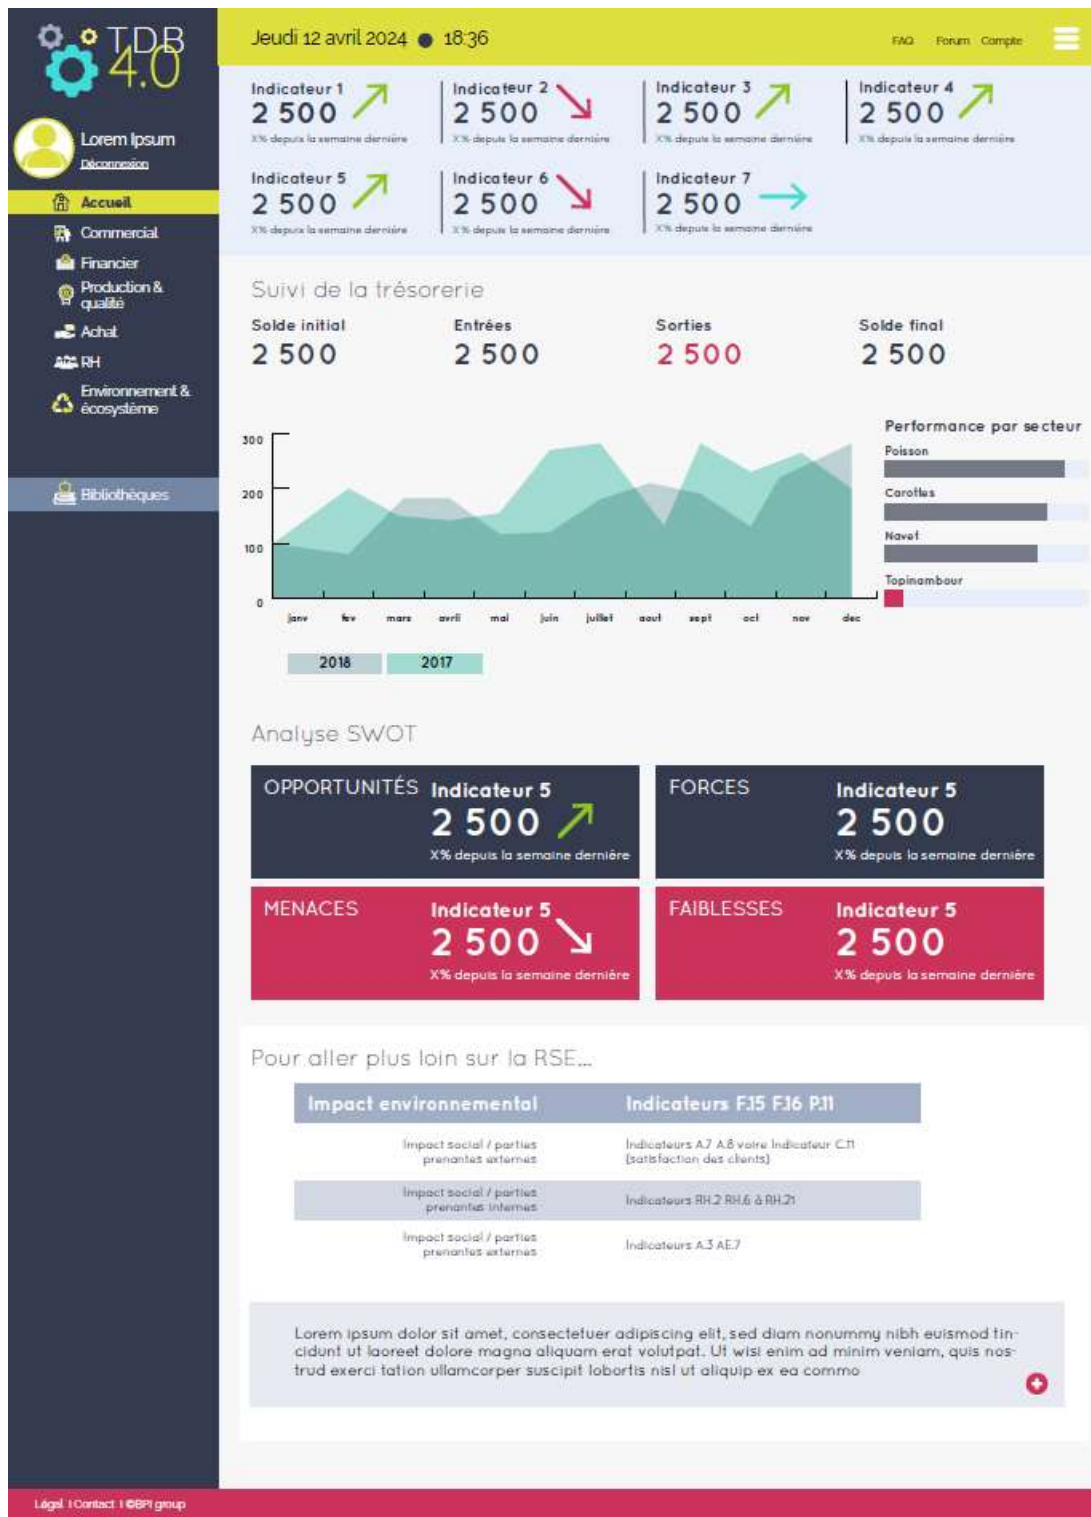 TDB
4.0
Jeudi 12 avril 2024 ● 18:36
FAQ Forum Compte
Lorem Ipsum
Déconnexion
Accueil
Commercial
Financier
Production &
qualité
Achat
RH
Environnement &
écosystème
Bibliothèques
Indicateur 1
2 500
X% depuis la semaine dernière
Indicateur 2
2 500
X% depuis la semaine dernière
Indicateur 3
2 500
X% depuis la semaine dernière
Indicateur 4
2 500
X% depuis la semaine dernière
Indicateur 5
2 500
X% depuis la semaine dernière
Indicateur 6
2 500
X% depuis la semaine dernière
Indicateur 7
2 500
X% depuis la semaine dernière
Suivi de la trésorerie
Solde initial
2 500
Entrées
2 500
Sorties
2 500
Solde final
2 500
300
200
100
0
janv fev mars avril mai juin juillet aout sept oct nov dec
2018 2017
Performance par secteur
Poisson
Carottes
Navet
Topinambour
Analyse SWOT
OPPORTUNITÉS
Indicateur 5
2 500
X% depuis la semaine dernière
FORCES
Indicateur 5
2 500
X% depuis la semaine dernière
MENACES
Indicateur 5
2 500
X% depuis la semaine dernière
FAIBLESSES
Indicateur 5
2 500
X% depuis la semaine dernière
Pour aller plus loin sur la RSE...
Impact environnemental Indicateurs F.15 F.16 P.11
Impact social / parties
prenantes externes
Indicateurs A.7 A.8 voire Indicateur C.11
(satisfaction des clients)
Impact social / parties
prenantes internes
Indicateurs RH.2 RH.6 à RH.21
Impact social / parties
prenantes externes
Indicateurs A.3 AE.7
Lorem ipsum dolor sit amet, consectetuer adipiscing elit, sed diam nonummy nibh euismod tin-
cidunt ut laoreet dolore magna aliquam erat volutpat. Ut wisi enim ad minim veniam, quis nos-
trud exerci tation ullamcorper suscipit lobortis nisl ut aliquip ex ea commo
Légal I Contact I ©BPI group